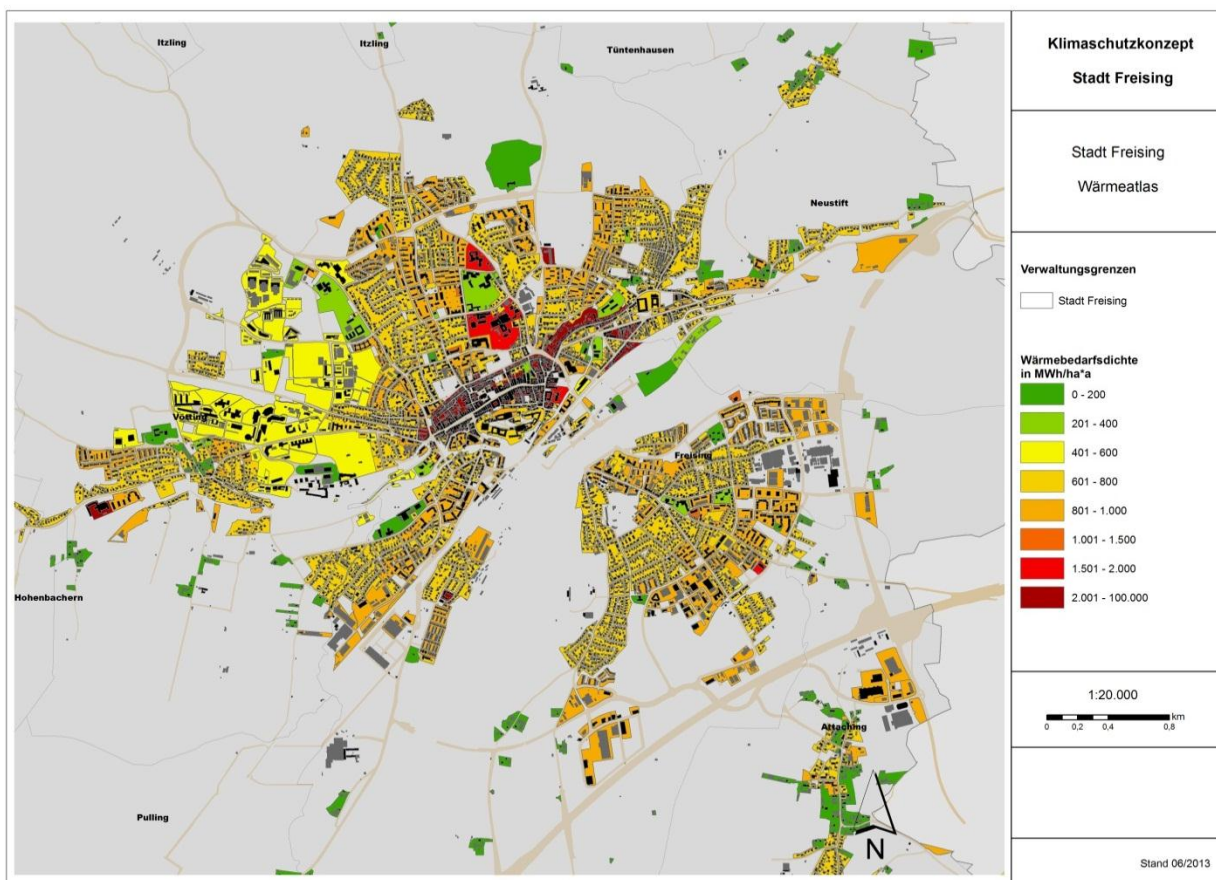 Itzling
Itzling
Tüntenhausen
Neustift
Vötting
Freising
Hohenbachern
Attaching
Pulling
N
Klimaschutzkonzept
Stadt Freising
Stadt Freising
Wärmeatlas
Verwaltungsgrenzen
Stadt Freising
Wärmebedarfsdichte
in MWh/ha*a
0 - 200
201 - 400
401 - 600
601 - 800
801 - 1.000
1.001 - 1.500
1.501 - 2.000
2.001 - 100.000
1:20.000
km
0 0,2 0,4 0,8
Stand 06/2013